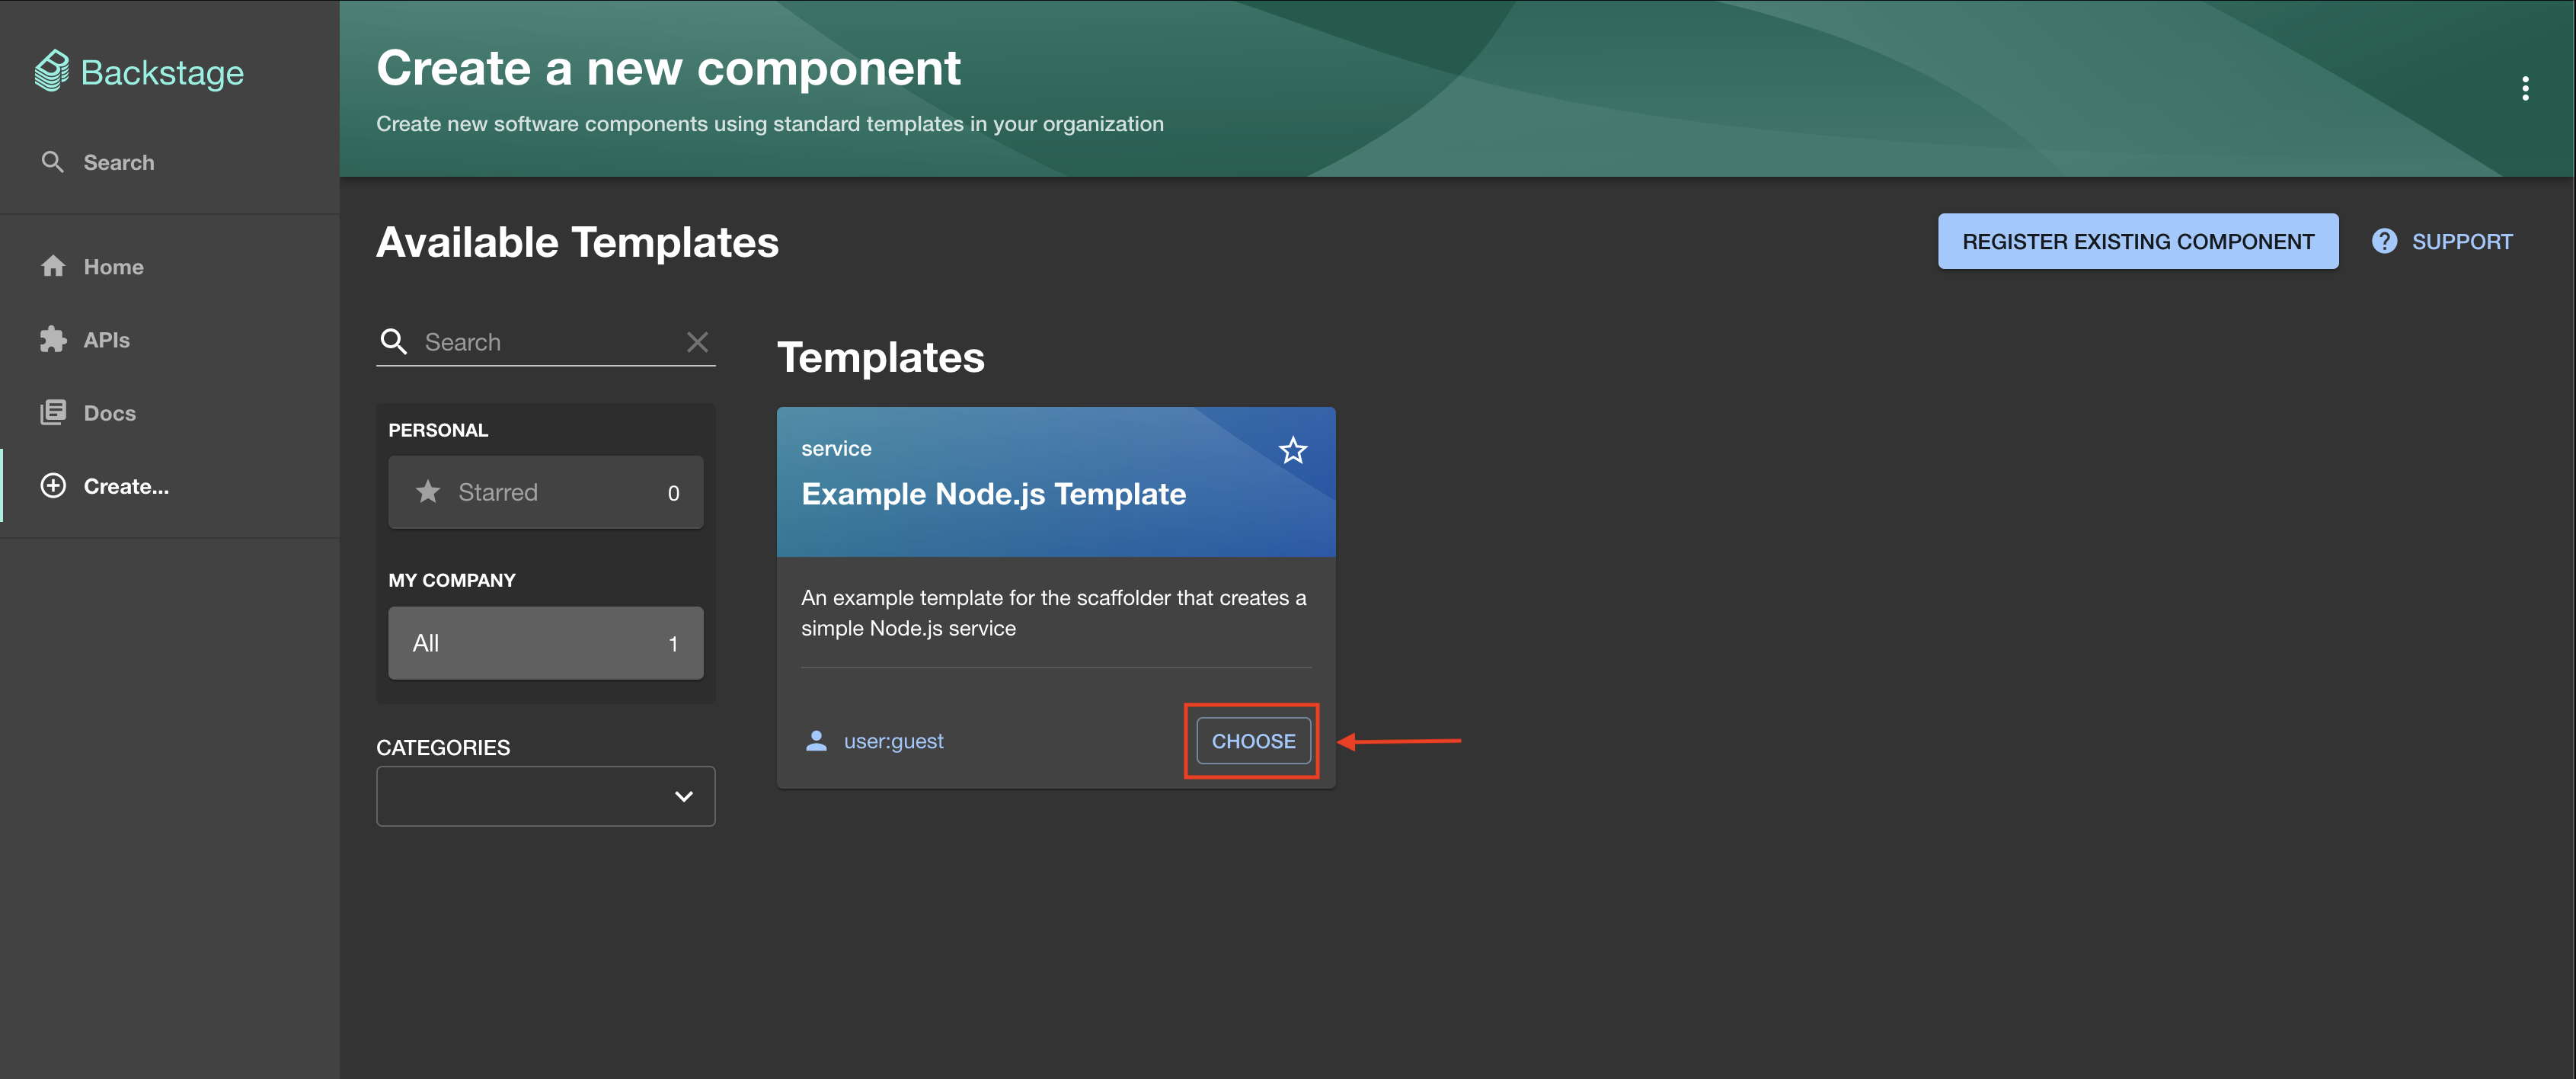 Backstage
Search
Home
APIs
Docs
Create...
Create a new component
Create new software components using standard templates in your organization
Available Templates
REGISTER EXISTING COMPONENT
SUPPORT
Search
PERSONAL
Starred 0
MY COMPANY
All 1
CATEGORIES
Templates
service
Example Node.js Template
An example template for the scaffolder that creates a
simple Node.js service
user:guest
CHOOSE